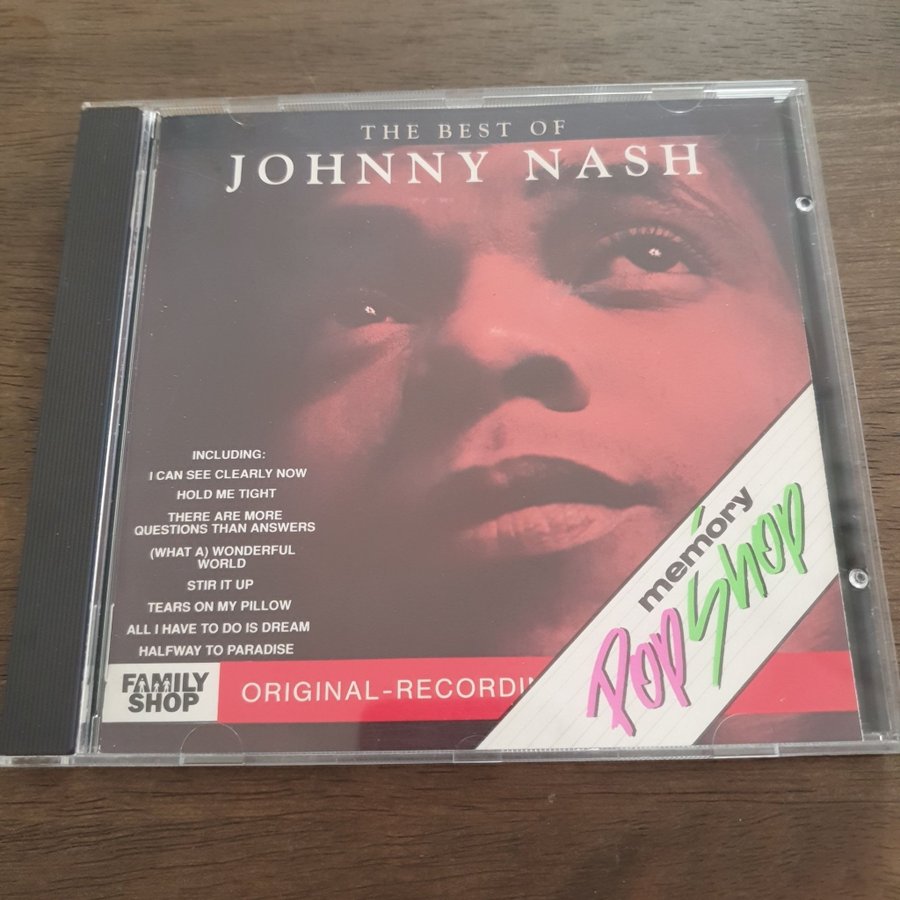 THE BEST OF
JOHNNY NASH
INCLUDING:
I CAN SEE CLEARLY NOW
HOLD ME TIGHT
THERE ARE MORE
QUESTIONS THAN ANSWERS
(WHAT A) WONDERFUL
WORLD
STIR IT UP
TEARS ON MY PILLOW
ALL I HAVE TO DO IS DREAM
HALFWAY TO PARADISE
FAMILY
SHOP
ORIGINAL-RECORDIN
memory
Pop Shop